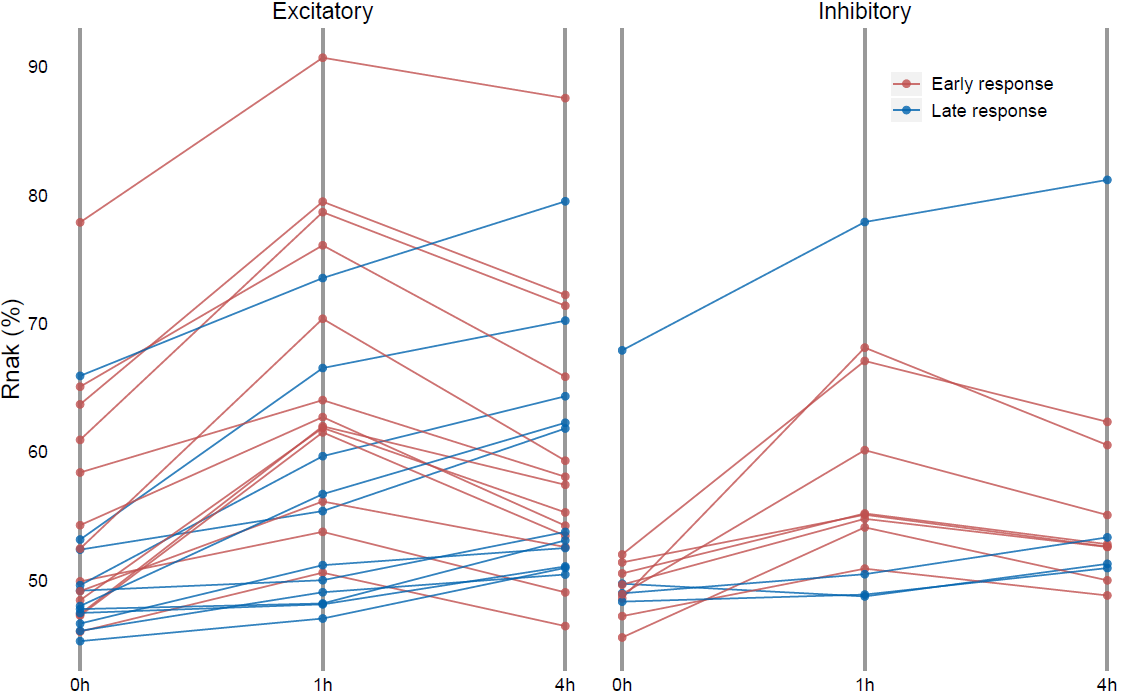 Excitatory
Inhibitory
Rnak (%)
90
80
70
60
50
Early response
Late response
0h
1h
4h
0h
1h
4h